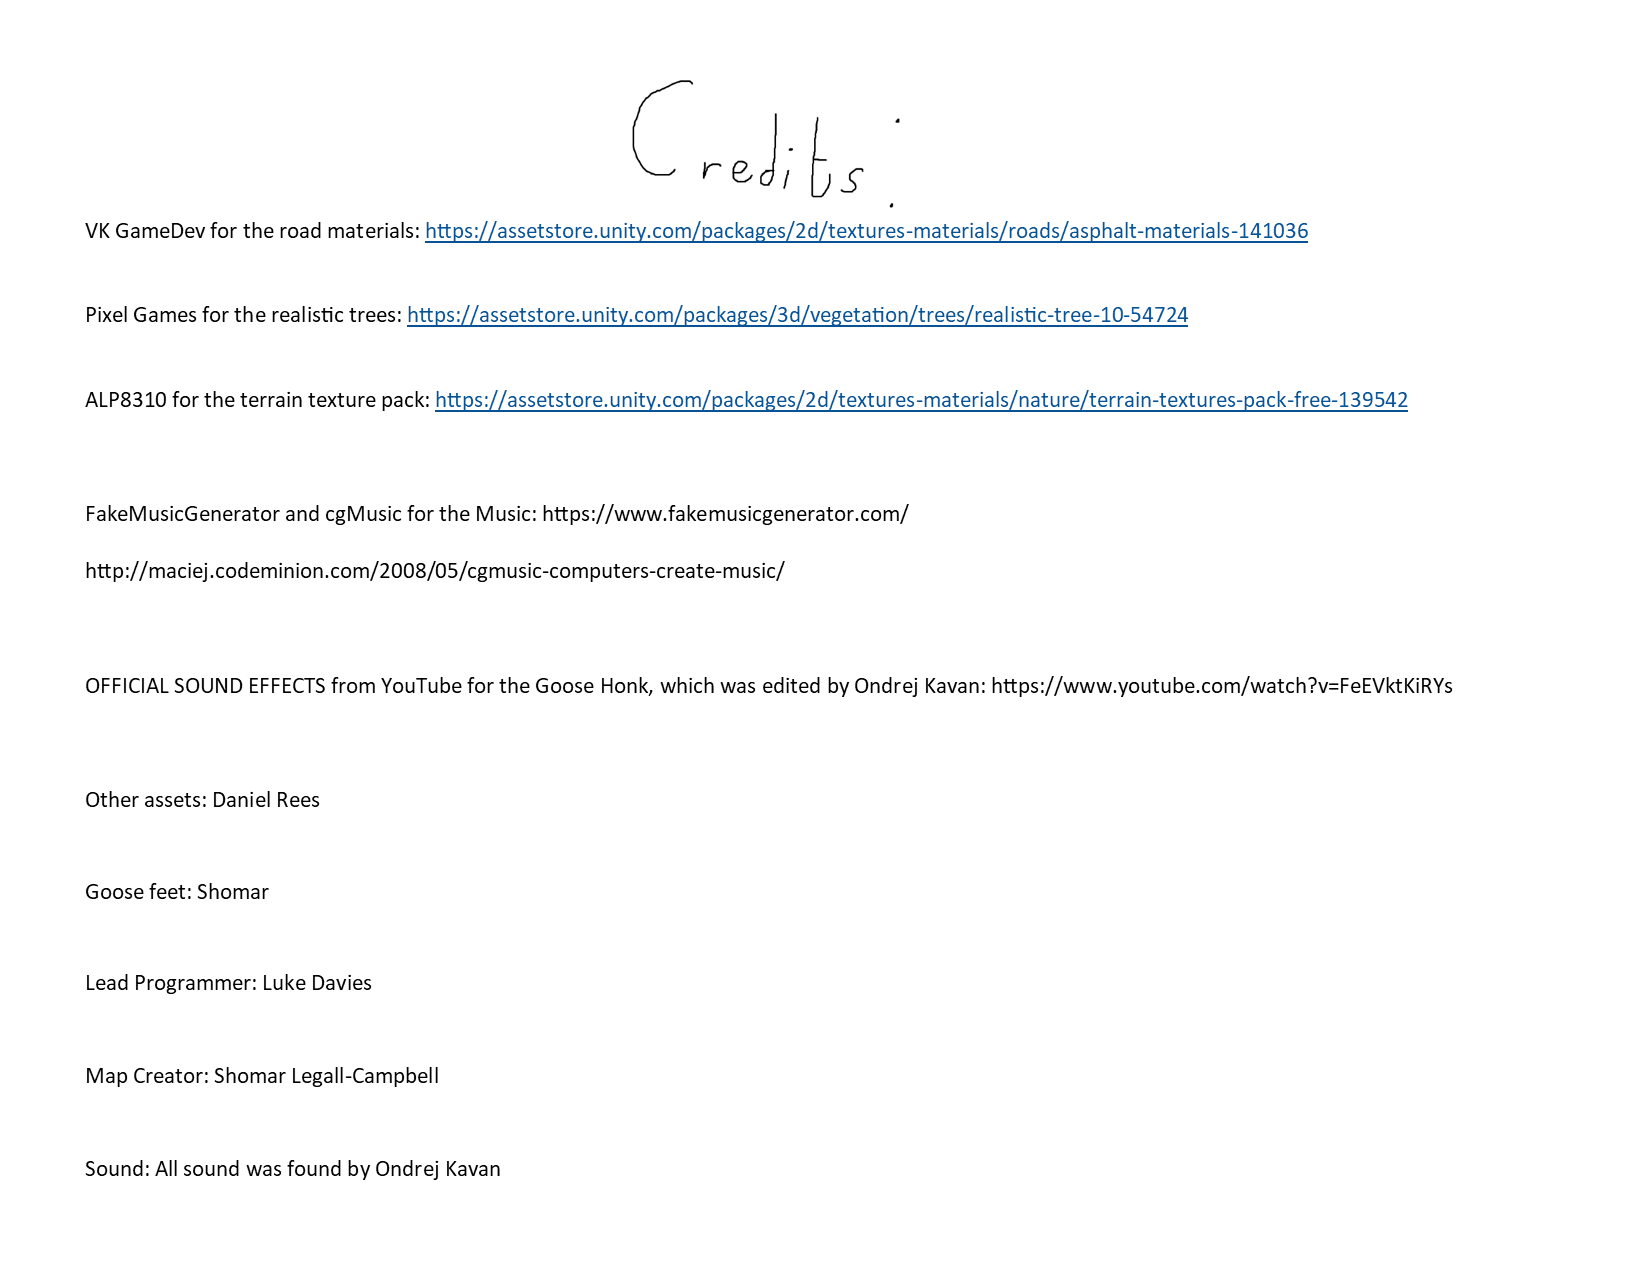 Credits:
VK GameDev for the road materials: https://assetstore.unity.com/packages/2d/textures-materials/roads/asphalt-materials-141036
Pixel Games for the realistic trees: https://assetstore.unity.com/packages/3d/vegetation/trees/realistic-tree-10-54724
ALP8310 for the terrain texture pack: https://assetstore.unity.com/packages/2d/textures-materials/nature/terrain-textures-pack-free-139542
FakeMusicGenerator and cgMusic for the Music: https://www.fakemusicgenerator.com/
http://maciej.codeminion.com/2008/05/cgmusic-computers-create-music/
OFFICIAL SOUND EFFECTS from YouTube for the Goose Honk, which was edited by Ondrej Kavan: https://www.youtube.com/watch?v=FeEVktKiRYs
Other assets: Daniel Rees
Goose feet: Shomar
Lead Programmer: Luke Davies
Map Creator: Shomar Legall-Campbell
Sound: All sound was found by Ondrej Kavan